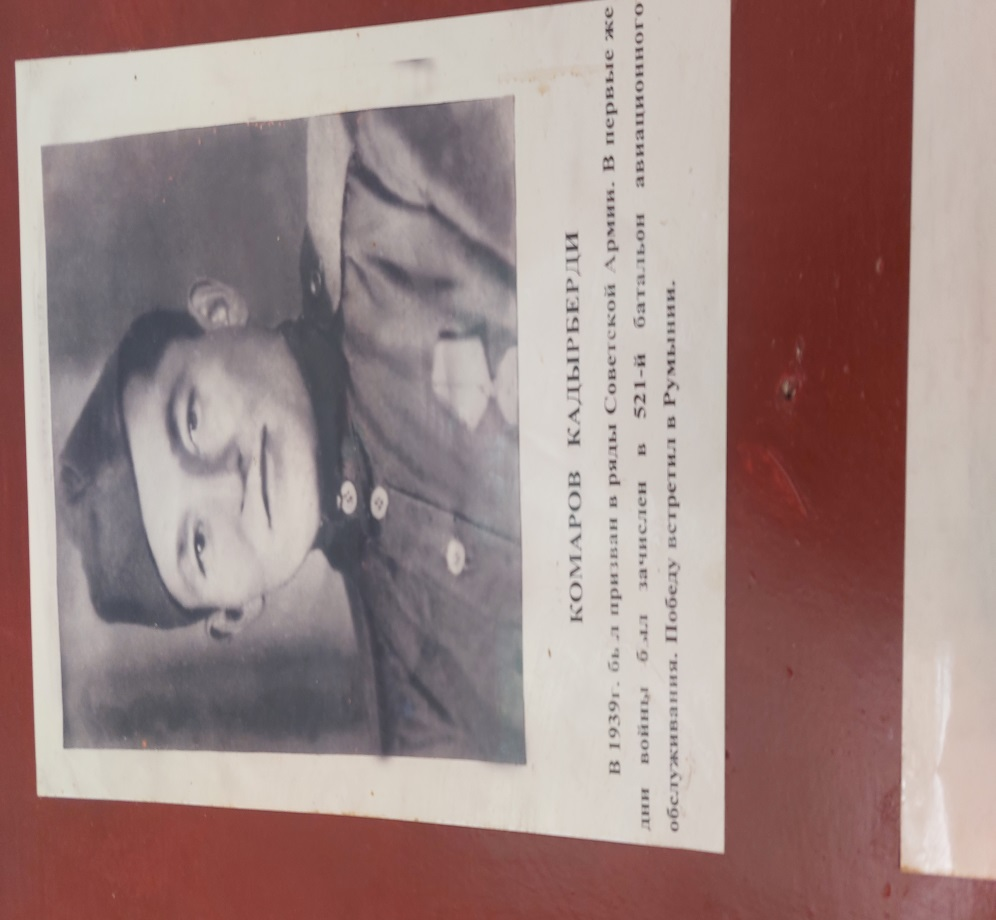 КОМАРОВ КАДЫРБЕРДИ
В 1939г. был призван в ряды Советской Армии. В первые же
дни войны был зачислен в 521-й батальон авиационного
обслуживания. Победу встретил в Румынии.